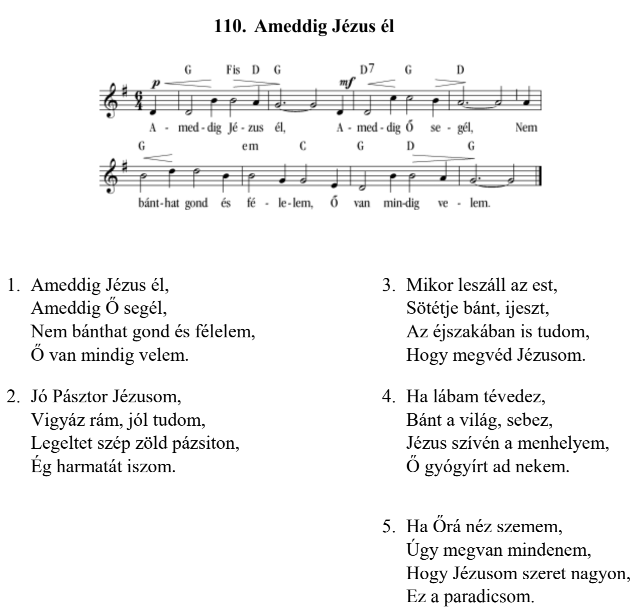 110. Ameddig Jézus él
G Fis D G D7 G D
p mf
6 4
A - med - dig Jé - zus él, A - med - dig Ő se - gél, Nem
G em C G D G
bánt-hat gond és fé - le-lem, Ő van min-dig ve - lem.
1. Ameddig Jézus él,
Ameddig Ő segél,
Nem bánthat gond és félelem,
Ő van mindig velem.
2. Jó Pásztor Jézusom,
Vigyáz rám, jól tudom,
Legeltet szép zöld pázsiton,
Ég harmatát iszom.
3. Mikor leszáll az est,
Sötétje bánt, ijeszt,
Az éjszakában is tudom,
Hogy megvéd Jézusom.
4. Ha lábam tévedez,
Bánt a világ, sebez,
Jézus szívén a menhelyem,
Ő gyógyírt ad nekem.
5. Ha Őrá néz szemem,
Úgy megvan mindenem,
Hogy Jézusom szeret nagyon,
Ez a paradicsom.